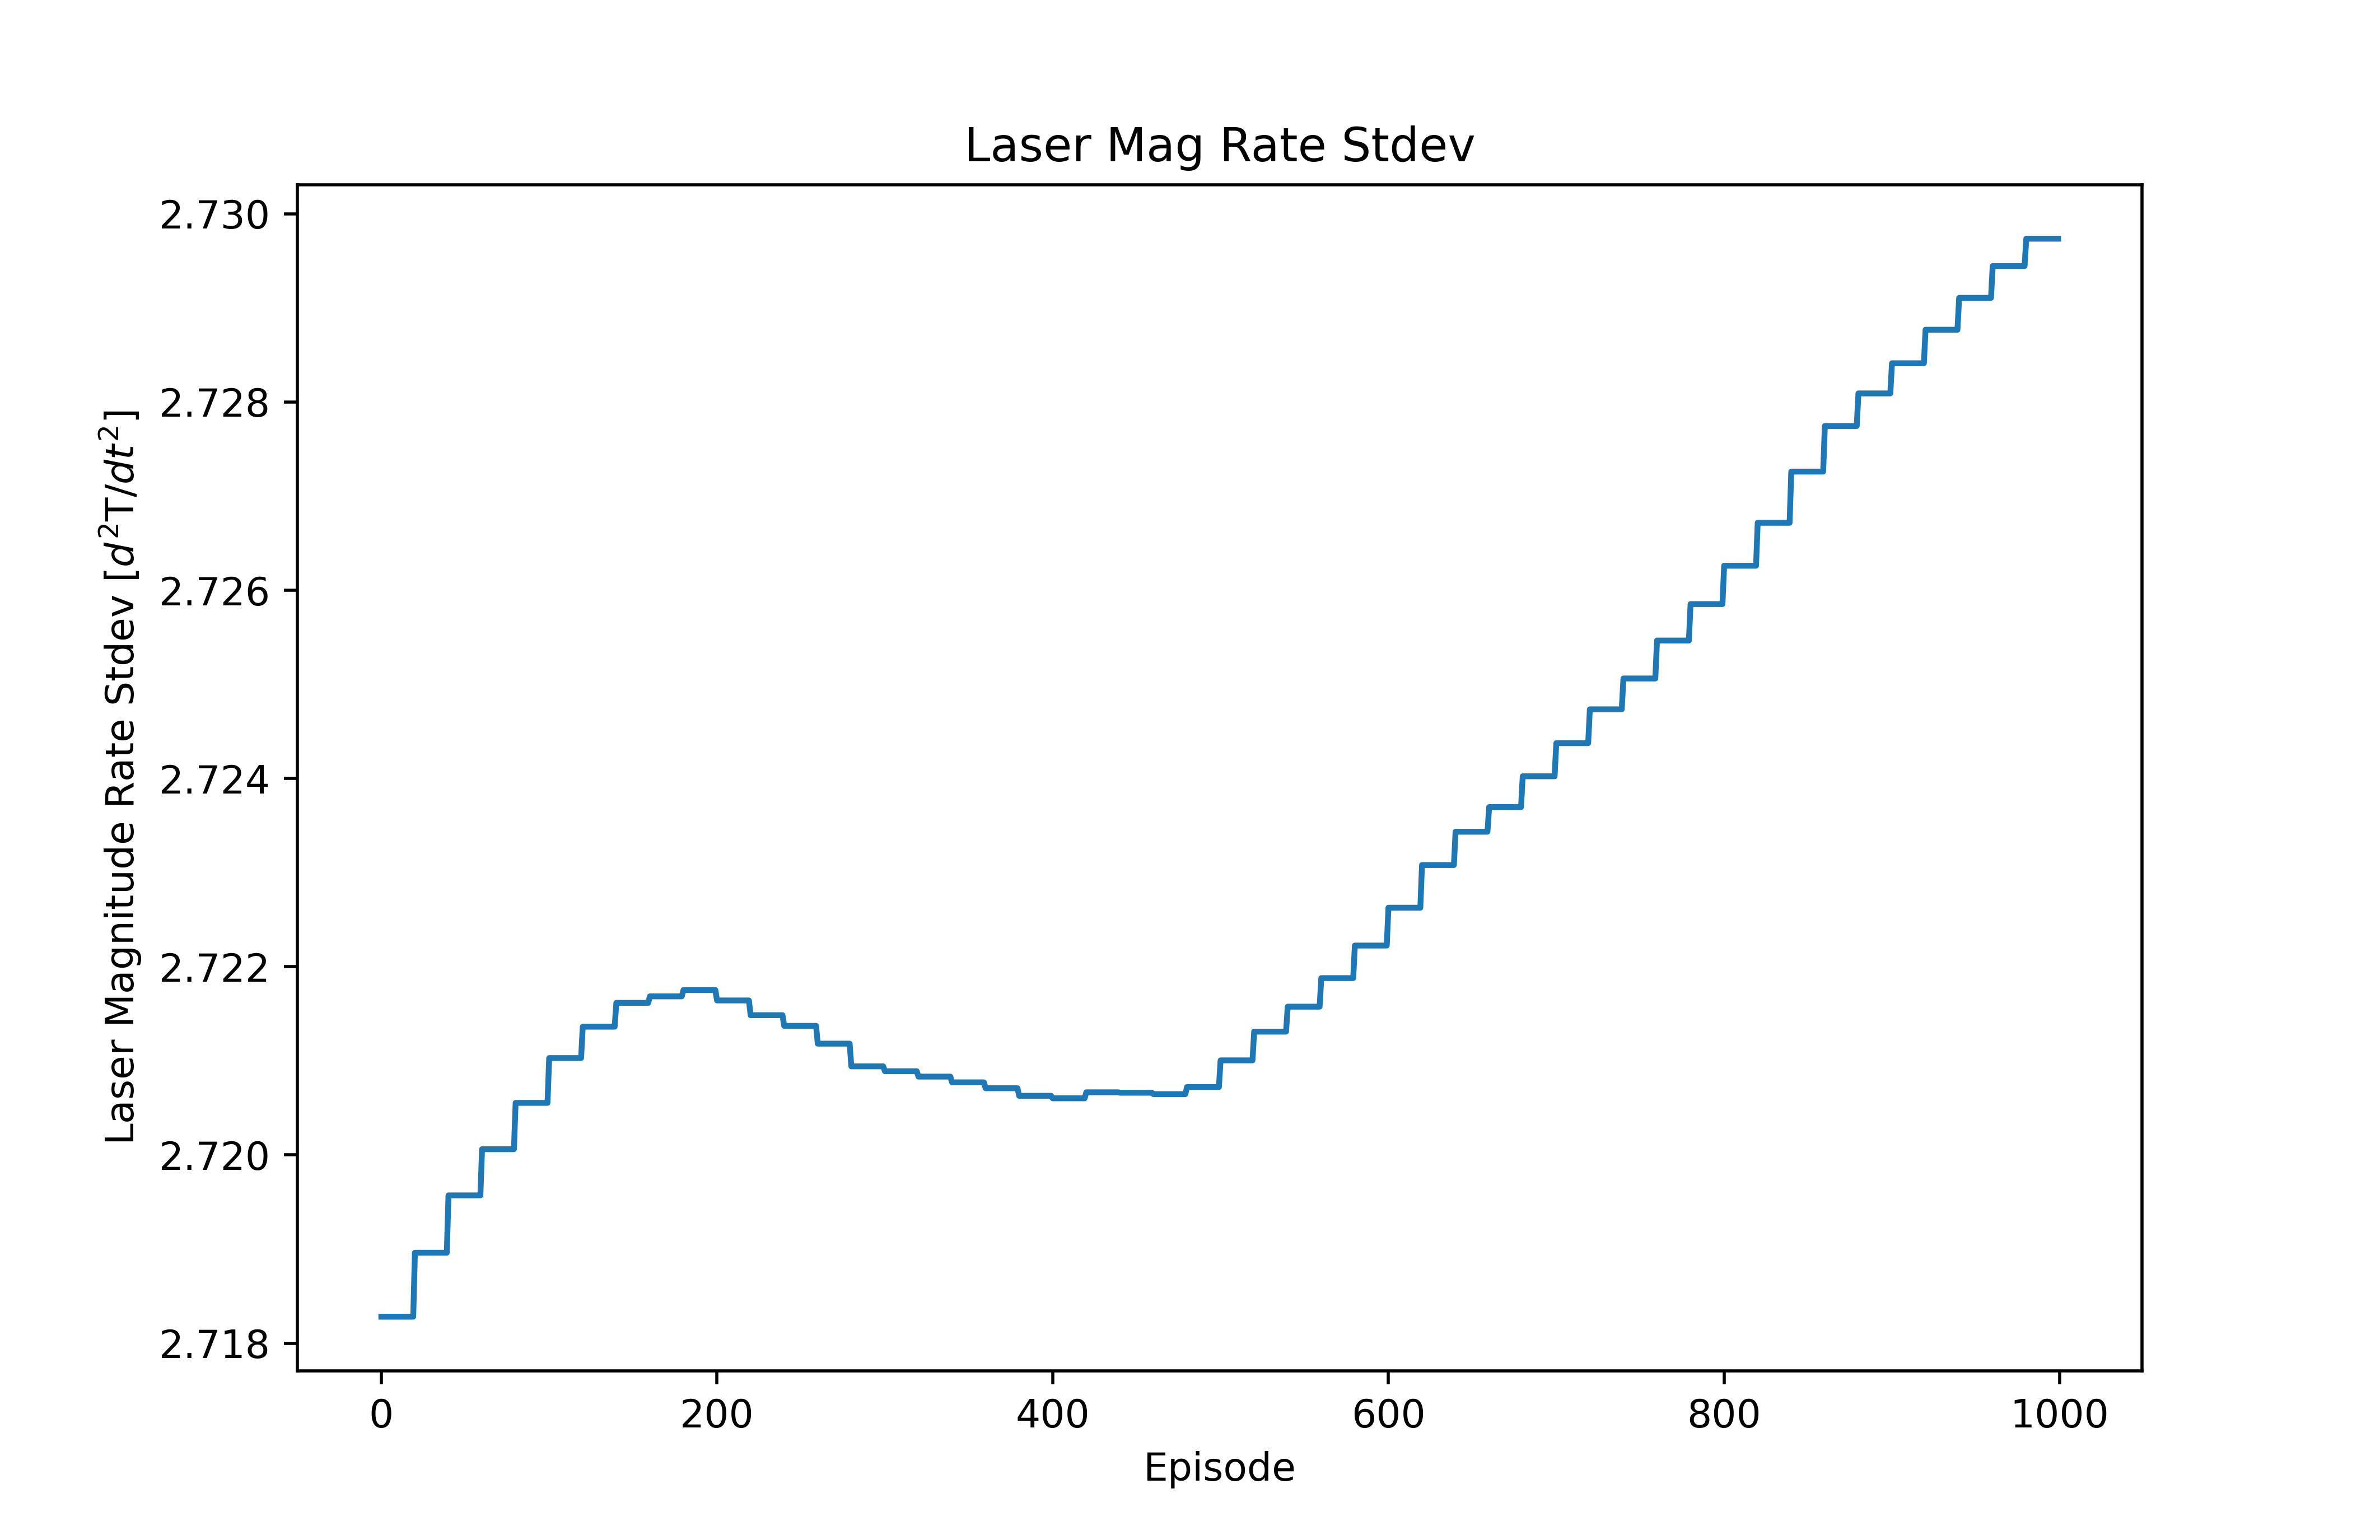 Laser Mag Rate Stdev
Laser Magnitude Rate Stdev [d²T/dt²]
2.730
2.728
2.726
2.724
2.722
2.720
2.718
0 200 400 600 800 1000
Episode